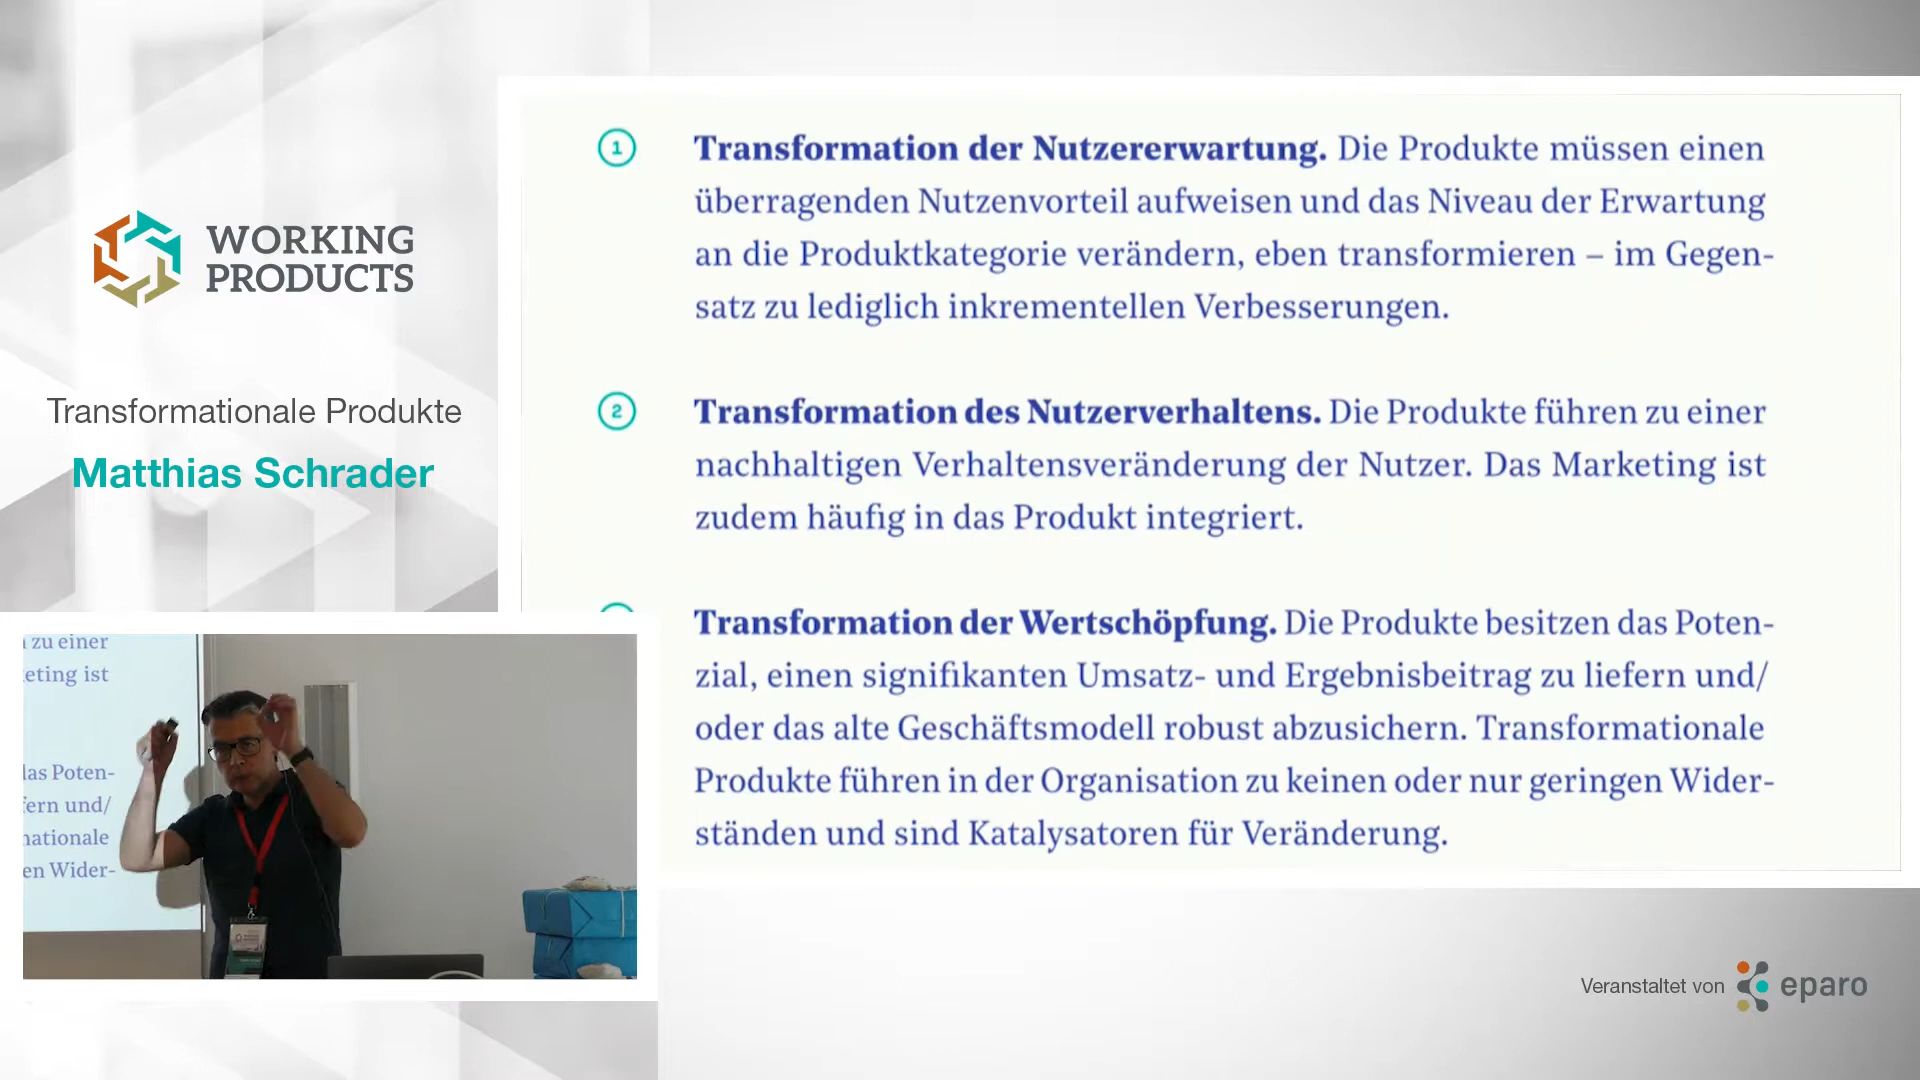 WORKING
PRODUCTS
Transformationale Produkte
Matthias Schrader
1
Transformation der Nutzererwartung. Die Produkte müssen einen
überragenden Nutzenvorteil aufweisen und das Niveau der Erwartung
an die Produktkategorie verändern, eben transformieren – im Gegen-
satz zu lediglich inkrementellen Verbesserungen.
2
Transformation des Nutzerverhaltens. Die Produkte führen zu einer
nachhaltigen Verhaltensveränderung der Nutzer. Das Marketing ist
zudem häufig in das Produkt integriert.
Transformation der Wertschöpfung. Die Produkte besitzen das Poten-
zial, einen signifikanten Umsatz- und Ergebnisbeitrag zu liefern und/
oder das alte Geschäftsmodell robust abzusichern. Transformationale
Produkte führen in der Organisation zu keinen oder nur geringen Wider-
ständen und sind Katalysatoren für Veränderung.
zu einer
eting ist
das Poten-
fern und/
nationale
en Wider-
Veranstaltet von eparo